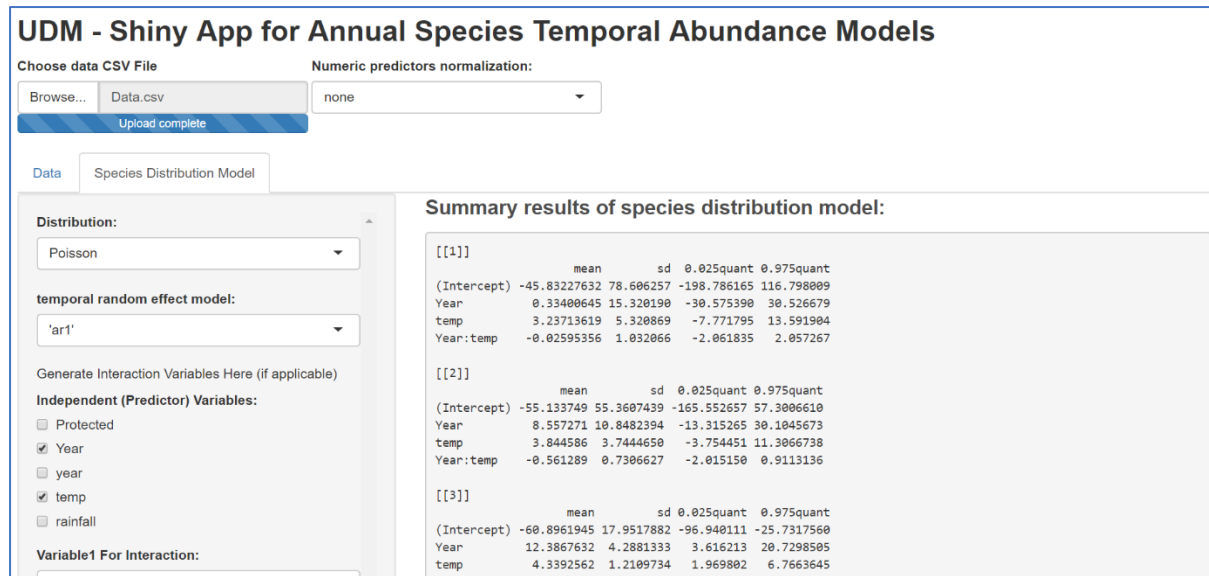 UDM - Shiny App for Annual Species Temporal Abundance Models
Choose data CSV File
Numeric predictors normalization:
Browse... Data.csv
none
Upload complete
Data Species Distribution Model
Distribution:
Poisson
temporal random effect model:
'ar1'
Generate Interaction Variables Here (if applicable)
Independent (Predictor) Variables:
Protected
Year
year
temp
rainfall
Variable1 For Interaction:
Summary results of species distribution model:
[[1]]
mean sd 0.025quant 0.975quant
(Intercept) -45.83227632 78.606257 -198.786165 116.798009
Year 0.33400645 15.320190 -30.575390 30.526679
temp 3.23713619 5.320869 -7.771795 13.591904
Year:temp -0.02595356 1.032066 -2.061835 2.057267
[[2]]
mean sd 0.025quant 0.975quant
(Intercept) -55.133749 55.3607439 -165.552657 57.3006610
Year 8.557271 10.8482394 -13.315265 30.1045673
temp 3.844586 3.7444650 -3.754451 11.3066738
Year:temp -0.561289 0.7306627 -2.015150 0.9113136
[[3]]
mean sd 0.025quant 0.975quant
(Intercept) -60.8961945 17.9517882 -96.940111 -25.7317560
Year 12.3867632 4.2881333 3.616213 20.7298505
temp 4.3392562 1.2109734 1.969802 6.7663645